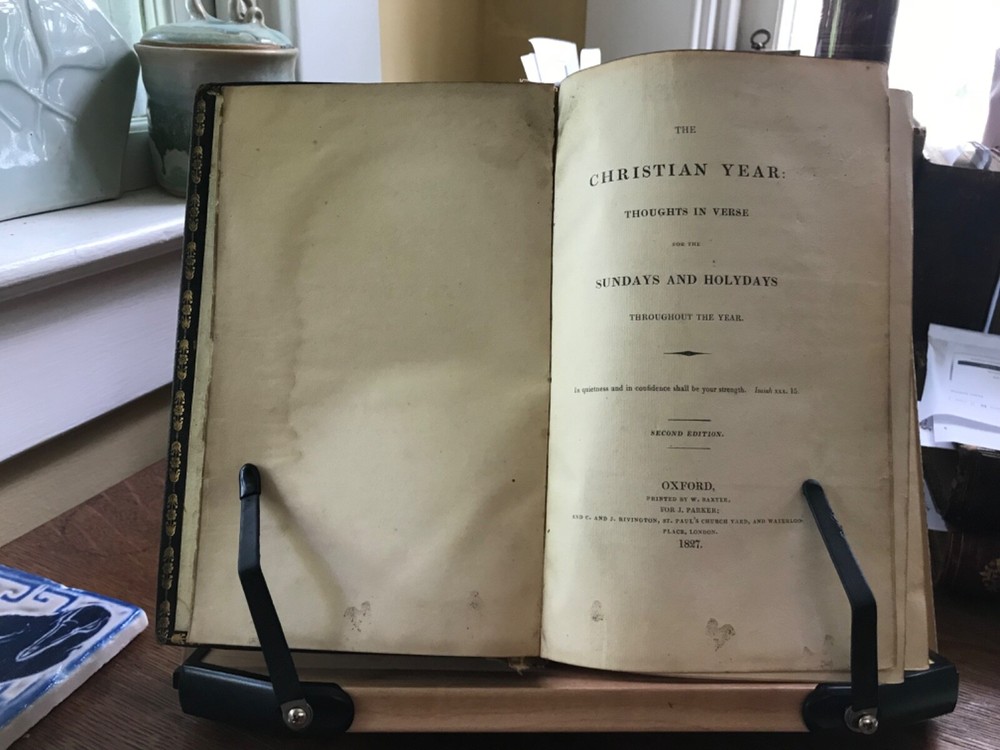 THE
CHRISTIAN YEAR:
THOUGHTS IN VERSE
FOR THE
SUNDAYS AND HOLYDAYS
THROUGHOUT THE YEAR.
In quietness and in confidence shall be your strength. Isaiah xxx. 15.
SECOND EDITION.
OXFORD,
PRINTED BY W. BAXTER,
FOR J. PARKER;
AND C. AND J. RIVINGTON, ST. PAUL'S CHURCH YARD, AND WATERLOO-
PLACE, LONDON.
1827.